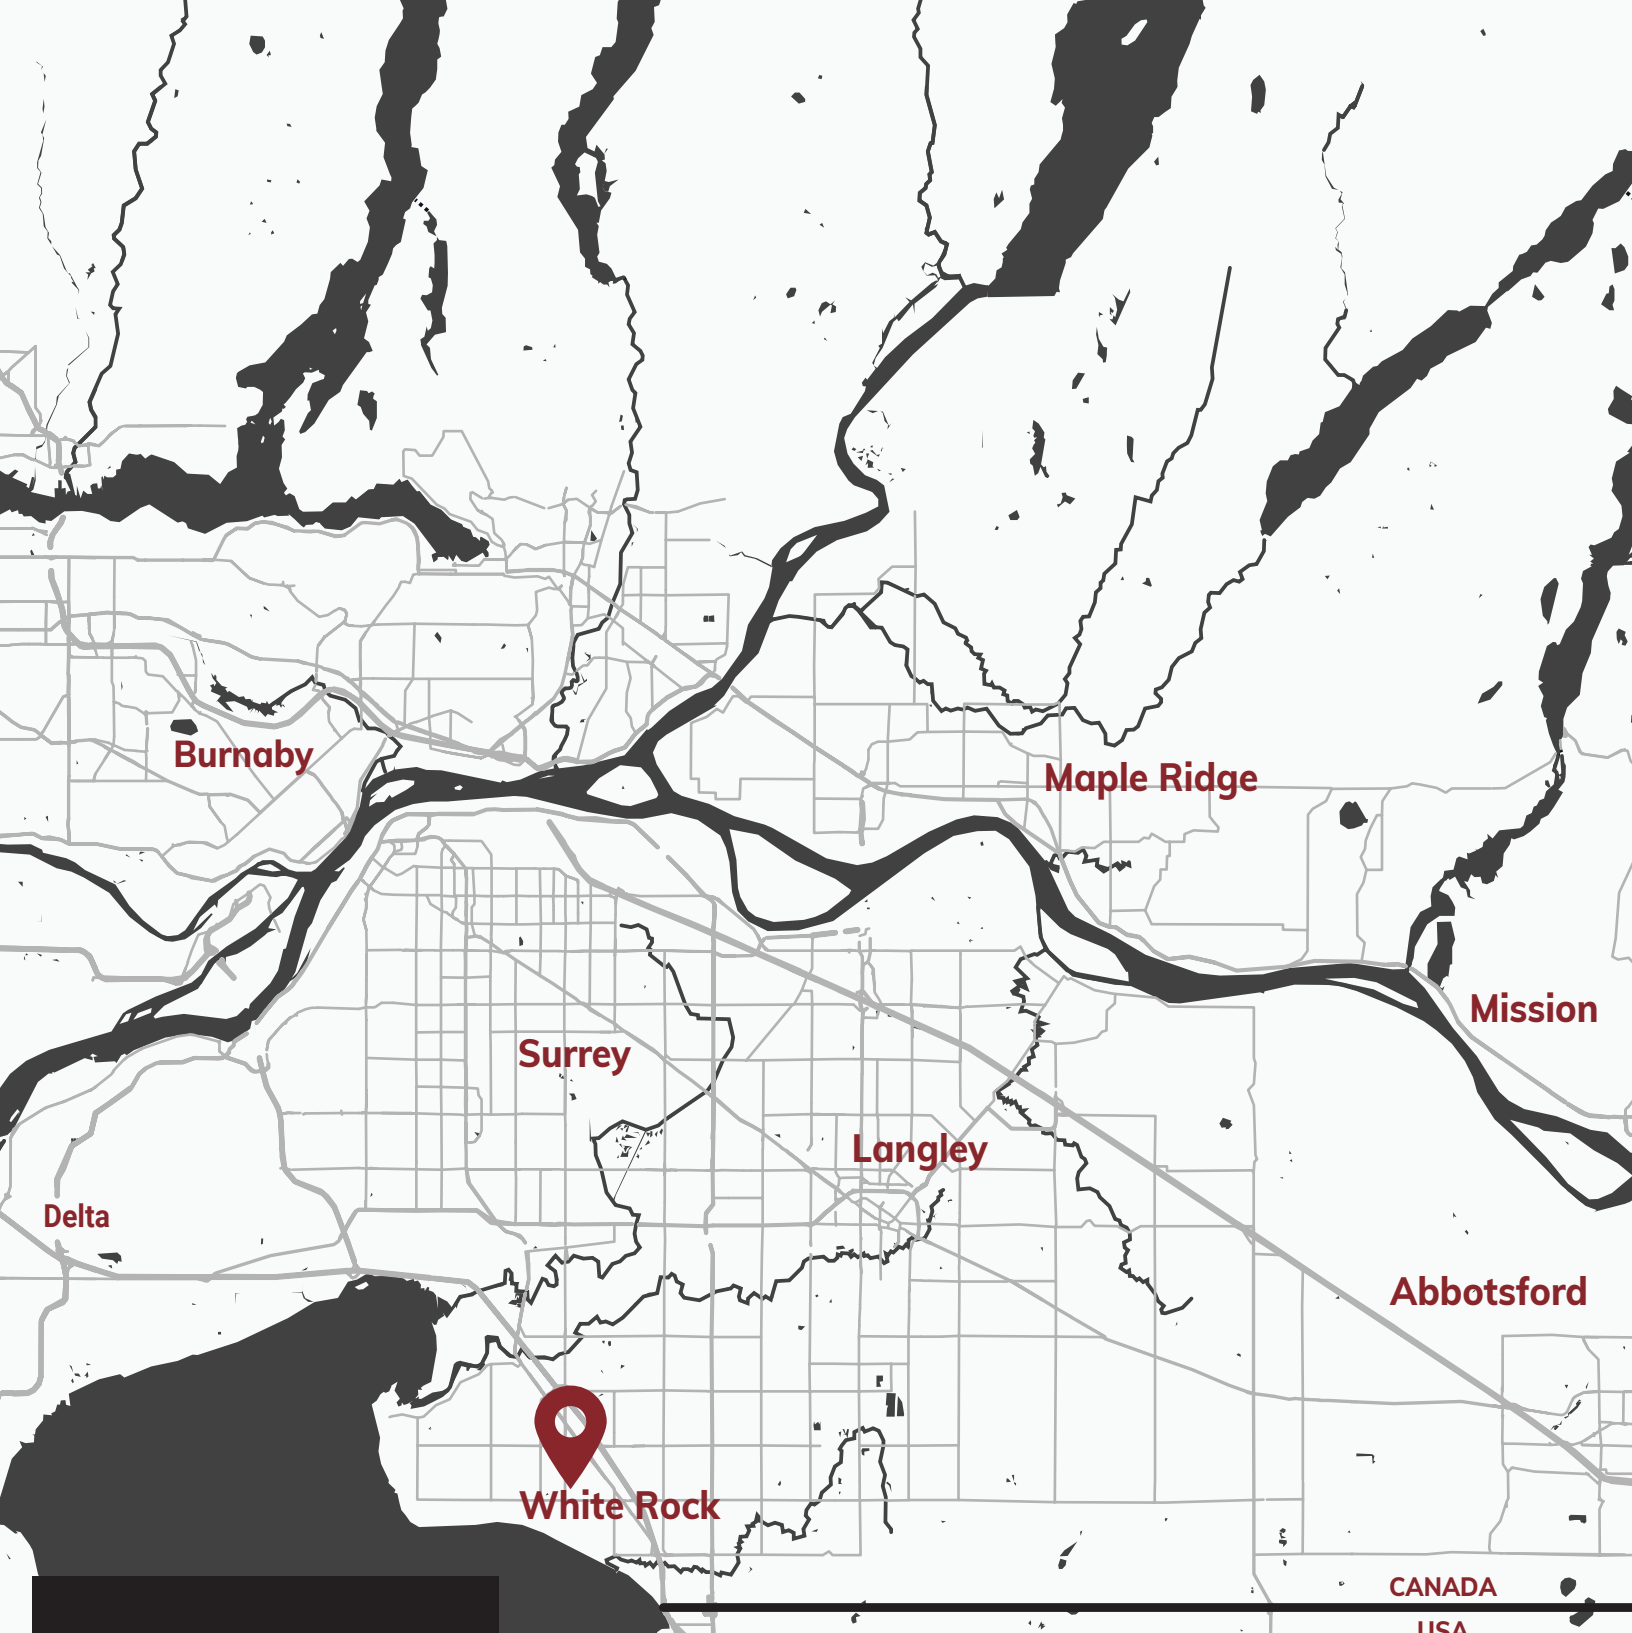 Burnaby
Maple Ridge
Mission
Surrey
Langley
Delta
Abbotsford
White Rock
CANADA
USA